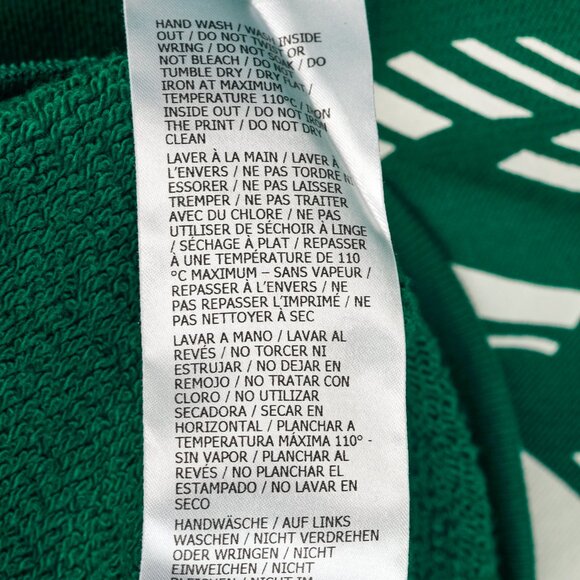 HAND WASH / WASH INSIDE
OUT / DO NOT TWIST OR
WRING / DO NOT SOAK / DO
NOT BLEACH / DO NOT
TUMBLE DRY / DRY FLAT /
IRON AT MAXIMUM
TEMPERATURE 110°C / IRON
INSIDE OUT / DO NOT IRON
THE PRINT / DO NOT DRY
CLEAN
LAVER À LA MAIN / LAVER À
L'ENVERS / NE PAS TORDRE NI
ESSORER / NE PAS LAISSER
TREMPER / NE PAS TRAITER
AVEC DU CHLORE / NE PAS
UTILISER DE SÉCHOIR À LINGE
/ SÉCHAGE À PLAT / REPASSER
À UNE TEMPÉRATURE DE 110
°C MAXIMUM – SANS VAPEUR /
REPASSER À L'ENVERS / NE
PAS REPASSER L'IMPRIMÉ / NE
PAS NETTOYER À SEC
LAVAR A MANO / LAVAR AL
REVÉS / NO TORCER NI
ESTRUJAR / NO DEJAR EN
REMOJO / NO TRATAR CON
CLORO / NO UTILIZAR
SECADORA / SECAR EN
HORIZONTAL / PLANCHAR A
TEMPERATURA MÁXIMA 110° -
SIN VAPOR / PLANCHAR AL
REVÉS / NO PLANCHAR EL
ESTAMPADO / NO LAVAR EN
SECO
HANDWÄSCHE / AUF LINKS
WASCHEN / NICHT VERDREHEN
ODER WRINGEN / NICHT
EINWEICHEN / NICHT
BLEICHEN / NICHT IM